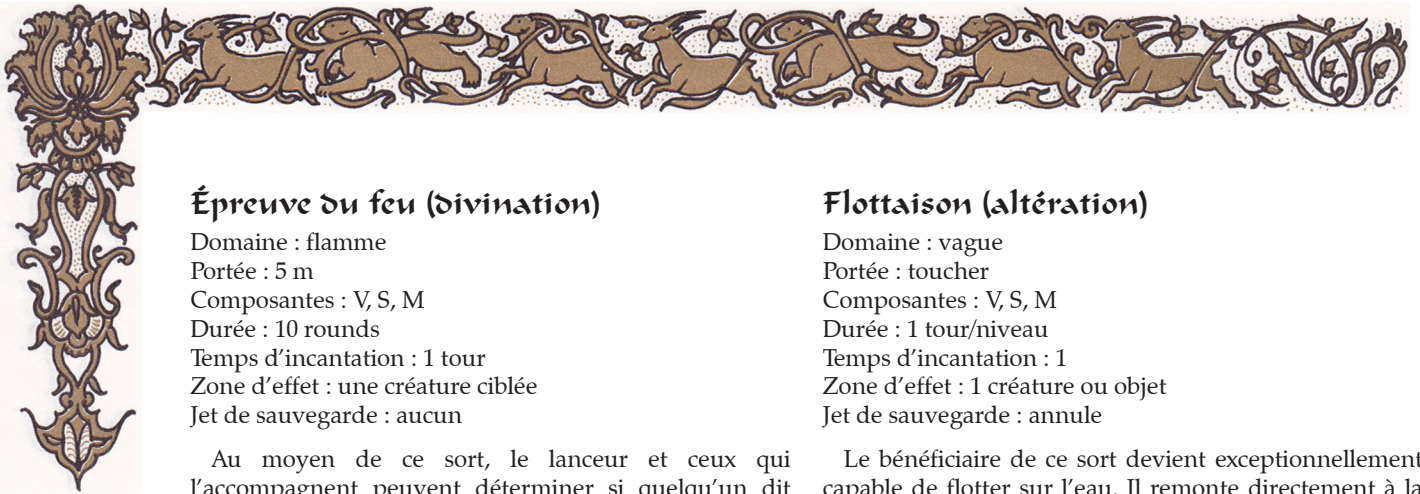 Épreuve du feu (divination)
Domaine : flamme
Portée : 5 m
Composantes : V, S, M
Durée : 10 rounds
Temps d'incantation : 1 tour
Zone d'effet : une créature ciblée
Jet de sauvegarde : aucun
Au moyen de ce sort, le lanceur et ceux qui
l'accompagnent peuvent déterminer si quelqu'un dit
Flottaison (altération)
Domaine : vague
Portée : toucher
Composantes : V, S, M
Durée : 1 tour/niveau
Temps d'incantation : 1
Zone d'effet : 1 créature ou objet
Jet de sauvegarde : annule
Le bénéficiaire de ce sort devient exceptionnellement
capable de flotter sur l'eau. Il remonte directement à la